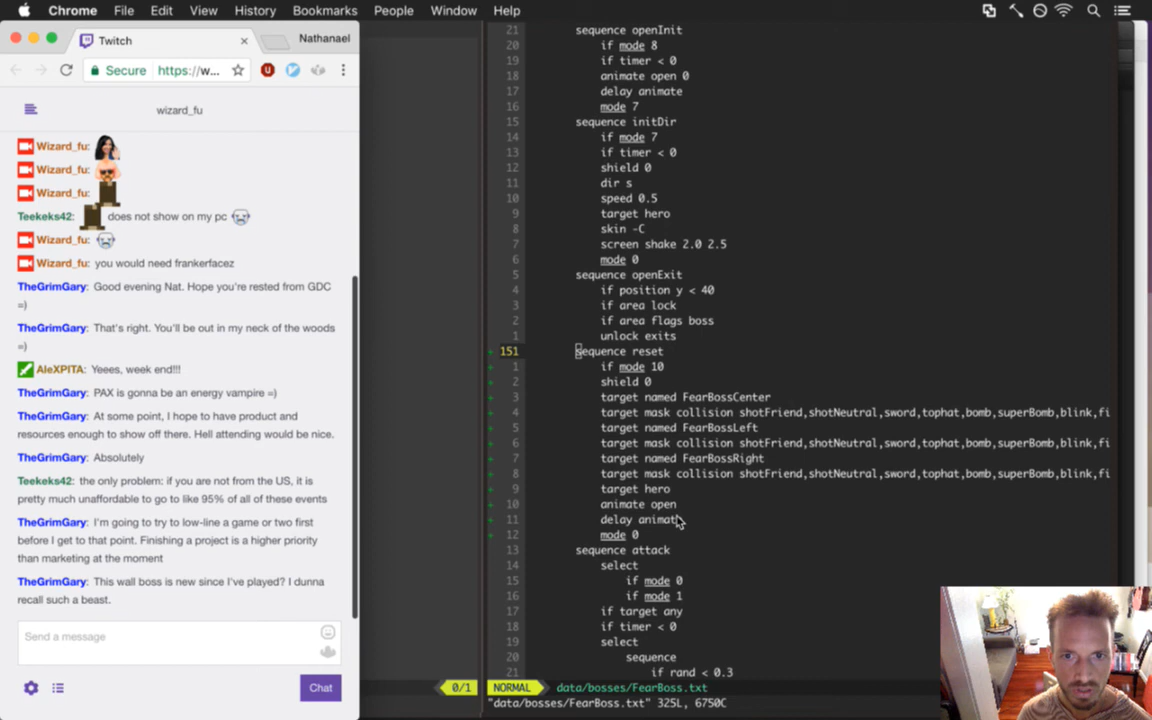 Chrome File Edit View History Bookmarks People Window Help
Twitch
Nathanael
Secure https://w...
wizard_fu
Wizard_fu:
Wizard_fu:
Wizard_fu:
Teekeks42: does not show on my pc
Wizard_fu:
Wizard_fu: you would need frankerfacez
TheGrimGary: Good evening Nat. Hope you're rested from GDC
=)
TheGrimGary: That's right. You'll be out in my neck of the woods
=)
AleXPITA: Yeees, week end!!!
TheGrimGary: PAX is gonna be an energy vampire =)
TheGrimGary: At some point, I hope to have product and
resources enough to show off there. Hell attending would be nice.
TheGrimGary: Absolutely
Teekeks42: the only problem: if you are not from the US, it is
pretty much unaffordable to go to like 95% of all of these events
TheGrimGary: I'm going to try to low-line a game or two first
before I get to that point. Finishing a project is a higher priority
than marketing at the moment
TheGrimGary: This wall boss is new since I've played? I dunna
recall such a beast.
Send a message
Chat
0/1
21 sequence openInit
20 if mode 8
19 if timer < 0
18 animate open 0
17 delay animate
16 mode 7
15 sequence initDir
14 if mode 7
13 if timer < 0
12 shield 0
11 dir s
10 speed 0.5
9 target hero
8 skin -C
7 screen shake 2.0 2.5
6 mode 0
5 sequence openExit
4 if position y < 40
3 if area lock
2 if area flags boss
1 unlock exits
151 sequence reset
+ 1 if mode 10
+ 2 shield 0
+ 3 target named FearBossCenter
+ 4 target mask collision shotFriend,shotNeutral,sword,tophat,bomb,superBomb,blink,fi
+ 5 target named FearBossLeft
+ 6 target mask collision shotFriend,shotNeutral,sword,tophat,bomb,superBomb,blink,fi
+ 7 target named FearBossRight
+ 8 target mask collision shotFriend,shotNeutral,sword,tophat,bomb,superBomb,blink,fi
+ 9 target hero
+ 10 animate open
+ 11 delay animate
+ 12 mode 0
13 sequence attack
14 select
15 if mode 0
16 if mode 1
17 if target any
18 if timer < 0
19 select
20 sequence
21 if rand < 0.3
NORMAL data/bosses/FearBoss.txt
"data/bosses/FearBoss.txt" 325L, 6750C